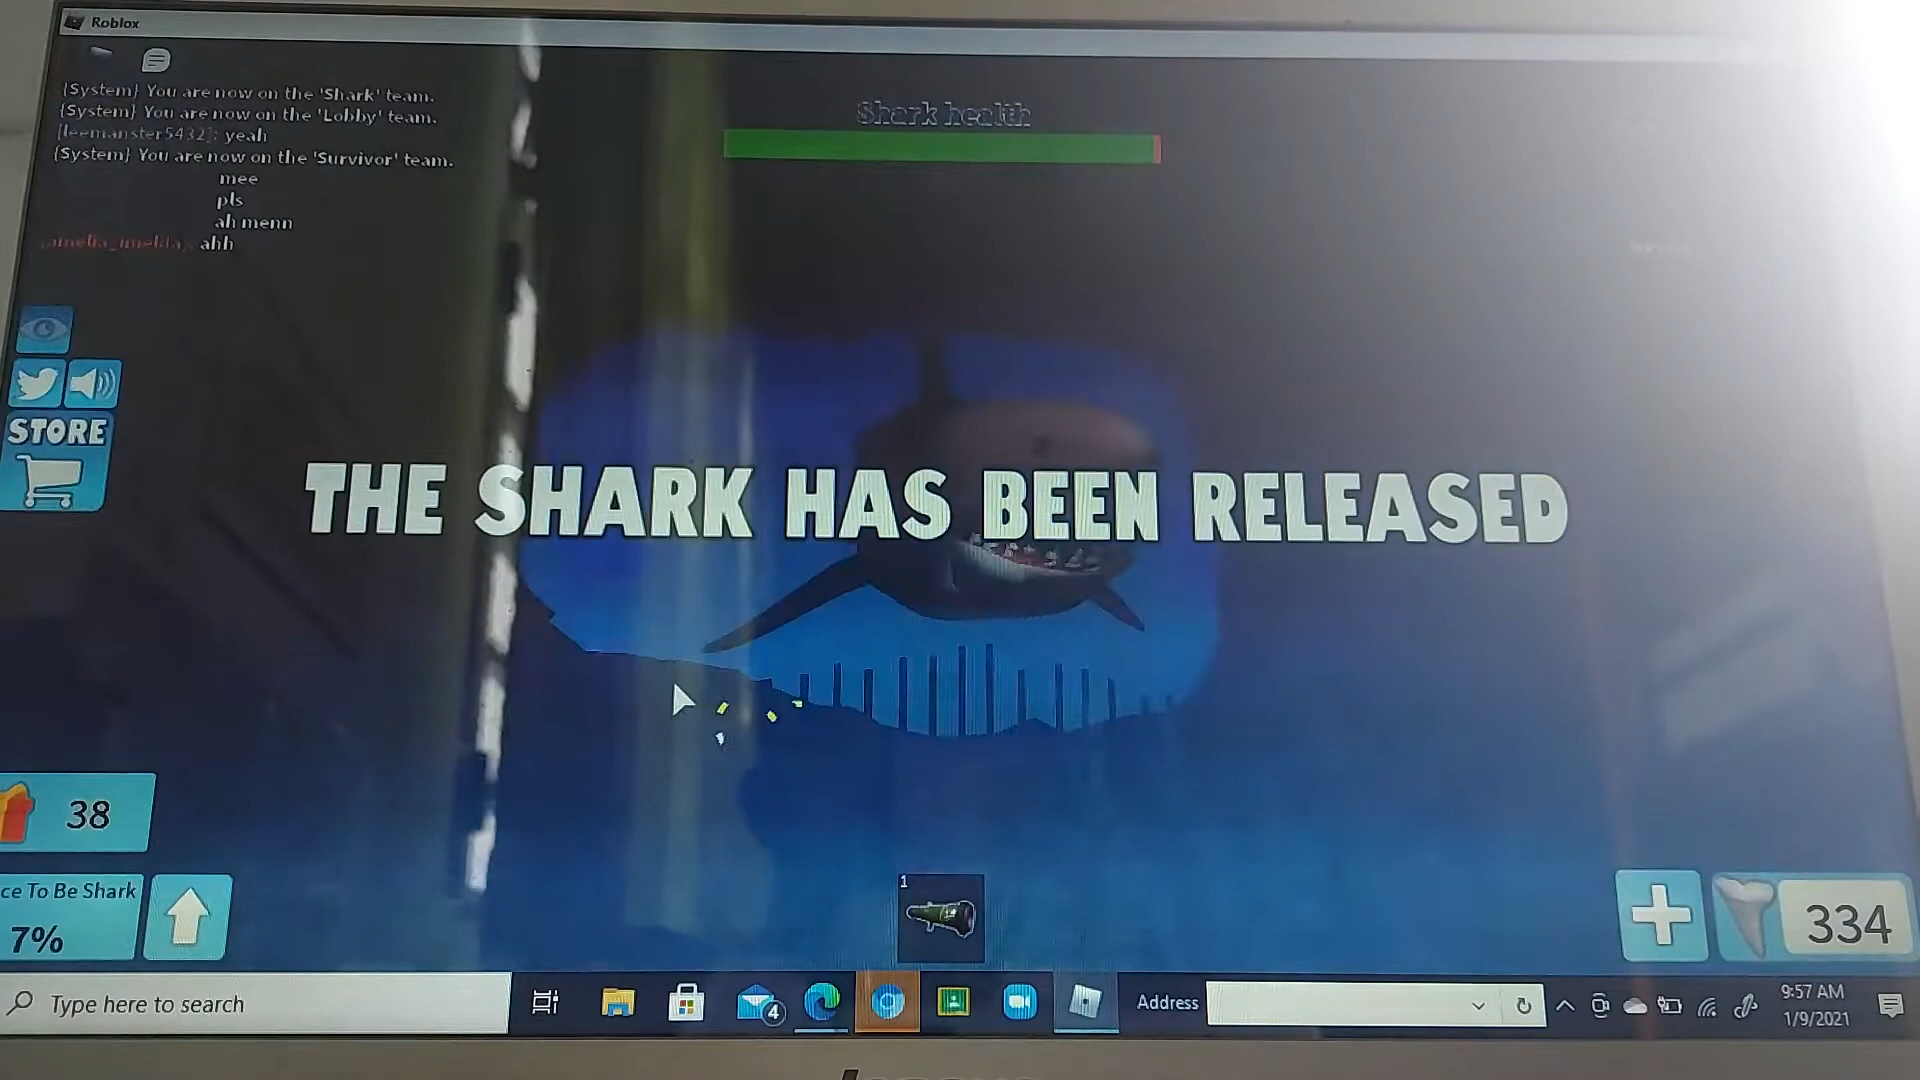 Roblox
{System} You are now on the 'Shark' team.
{System} You are now on the 'Lobby' team.
[leemanster5432]: yeah
{System} You are now on the 'Survivor' team.
mee
pls
ah menn
ahh
Shark health
STORE
THE SHARK HAS BEEN RELEASED
38
ce To Be Shark
7%
1
334
Type here to search
4
Address
9:57 AM
1/9/2021